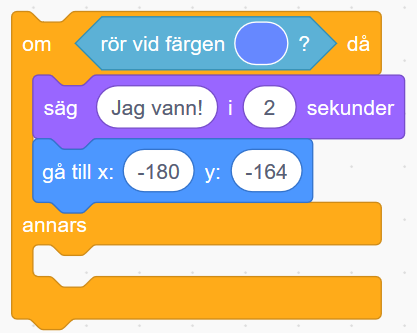 om rör vid färgen ? då
säg Jag vann! i 2 sekunder
gå till x: -180 y: -164
annars